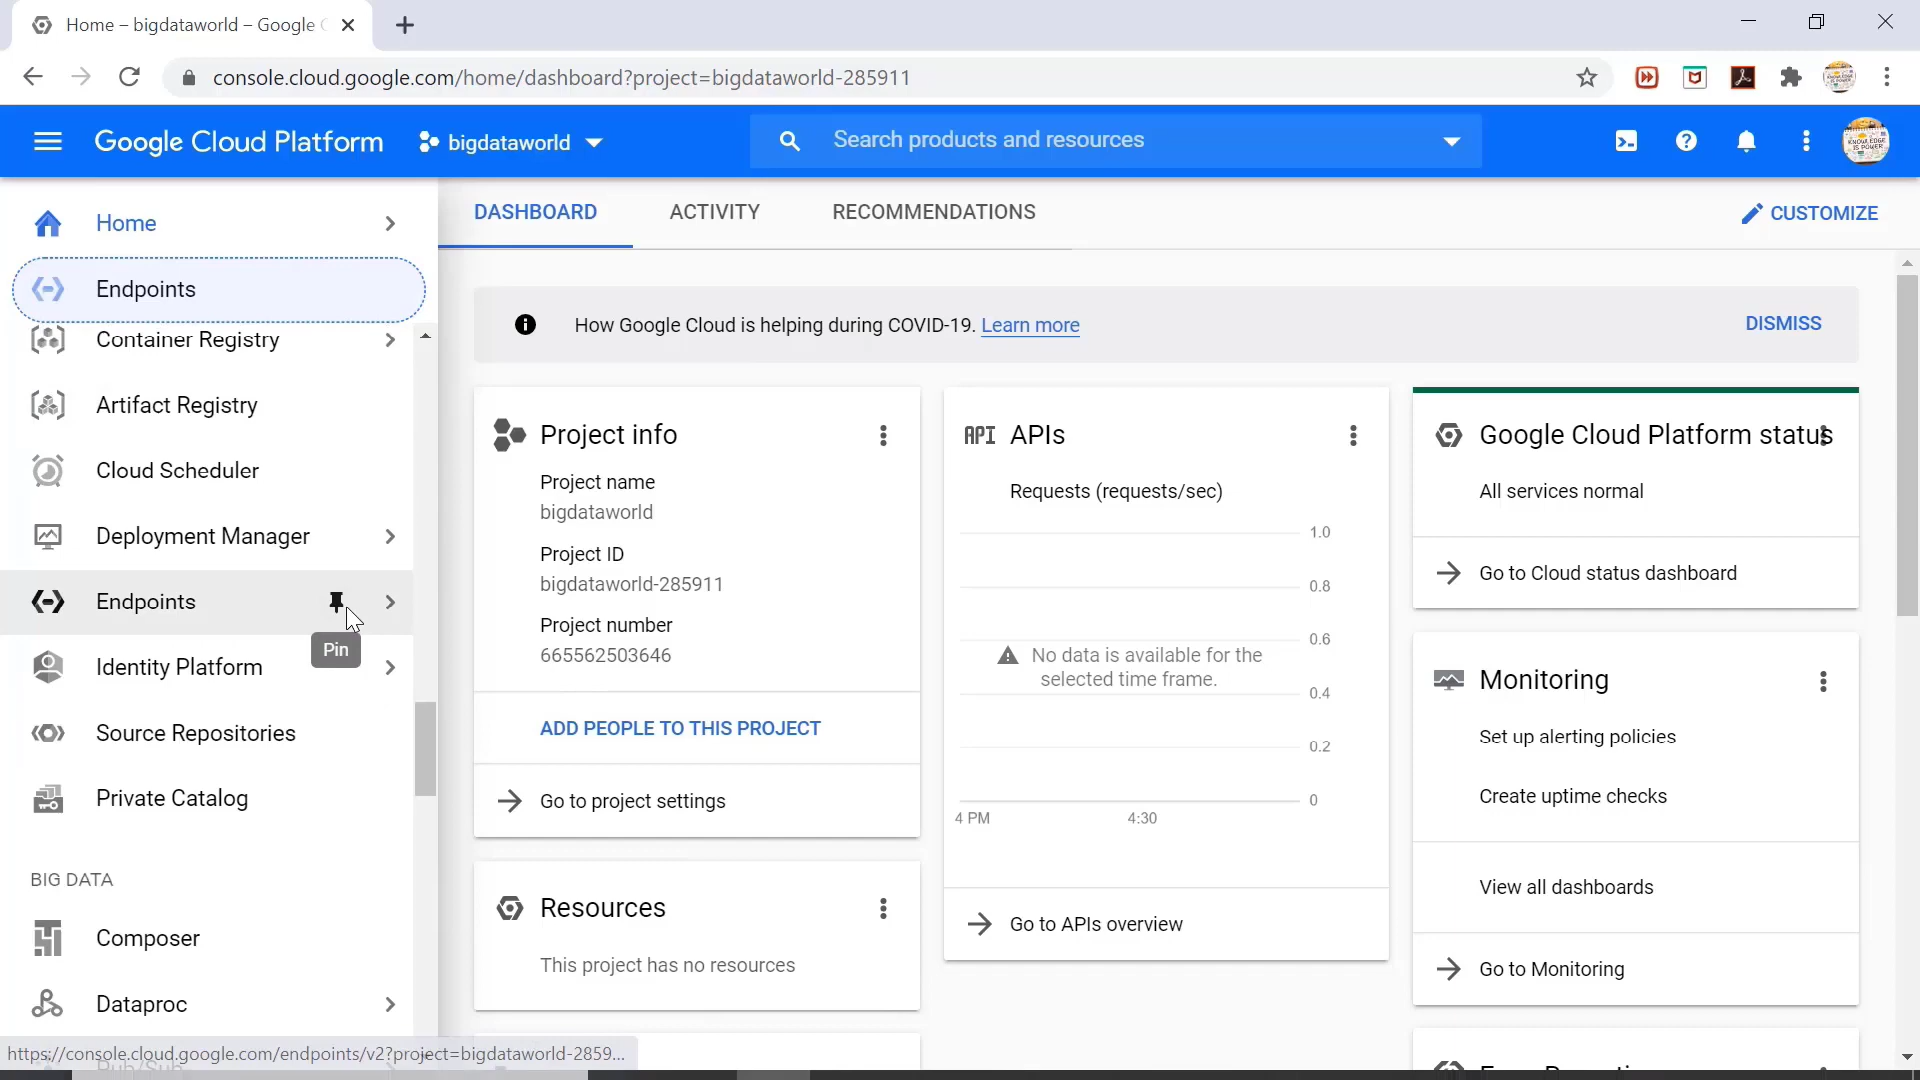 Home – bigdataworld – Google
console.cloud.google.com/home/dashboard?project=bigdataworld-285911
Google Cloud Platform
bigdataworld
Search products and resources
KNOWLEDGE IS POWER
Home
Endpoints
Container Registry
Artifact Registry
Cloud Scheduler
Deployment Manager
Endpoints
Pin
Identity Platform
Source Repositories
Private Catalog
BIG DATA
Composer
Dataproc
Pub/Sub
https://console.cloud.google.com/endpoints/v2?project=bigdataworld-2859...
DASHBOARD
ACTIVITY
RECOMMENDATIONS
CUSTOMIZE
How Google Cloud is helping during COVID-19. Learn more
DISMISS
Project info
Project name
bigdataworld
Project ID
bigdataworld-285911
Project number
665562503646
ADD PEOPLE TO THIS PROJECT
Go to project settings
Resources
This project has no resources
API APIs
Requests (requests/sec)
1.0
0.8
0.6
No data is available for the
selected time frame.
0.4
0.2
0
4 PM
4:30
Go to APIs overview
Google Cloud Platform status
All services normal
Go to Cloud status dashboard
Monitoring
Set up alerting policies
Create uptime checks
View all dashboards
Go to Monitoring